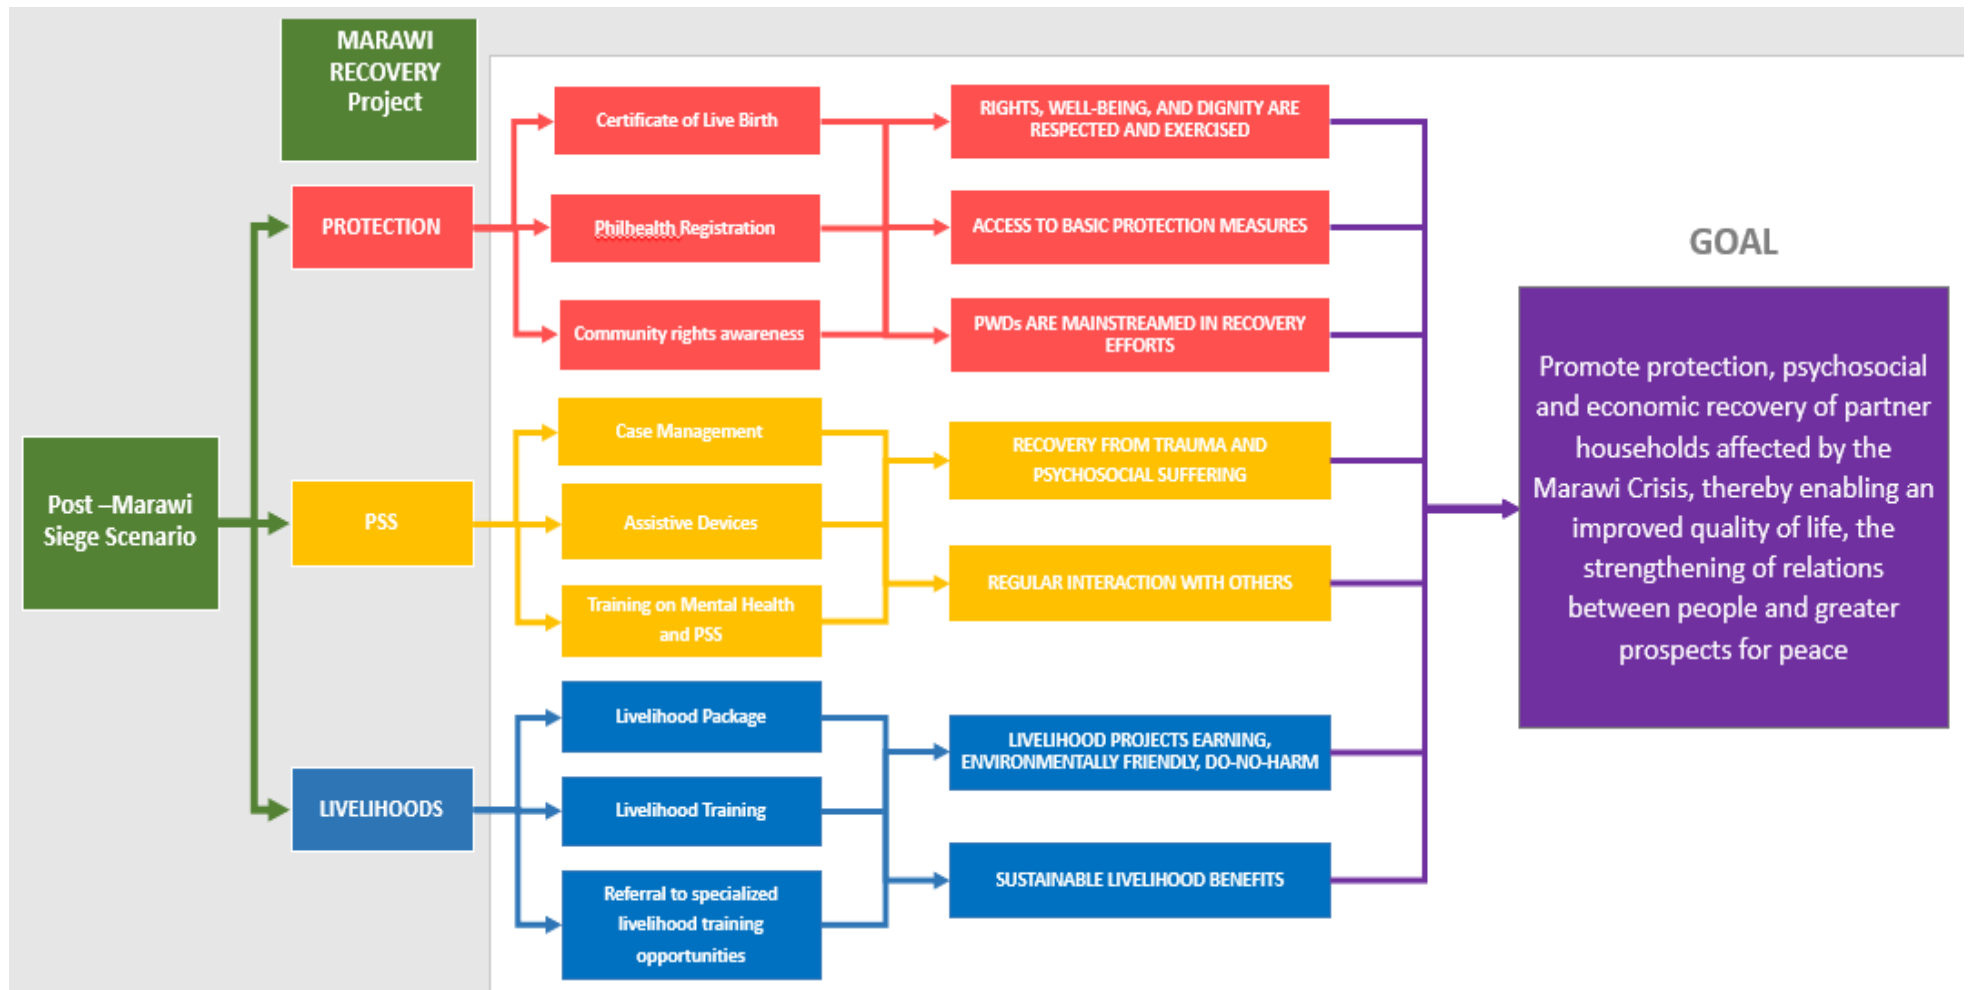 MARAWI
RECOVERY
Project
Post –Marawi
Siege Scenario
PROTECTION
Certificate of Live Birth
Philhealth Registration
Community rights awareness
RIGHTS, WELL-BEING, AND DIGNITY ARE
RESPECTED AND EXERCISED
ACCESS TO BASIC PROTECTION MEASURES
PWDs ARE MAINSTREAMED IN RECOVERY
EFFORTS
PSS
Case Management
Assistive Devices
Training on Mental Health
and PSS
RECOVERY FROM TRAUMA AND
PSYCHOSOCIAL SUFFERING
REGULAR INTERACTION WITH OTHERS
LIVELIHOODS
Livelihood Package
Livelihood Training
Referral to specialized
livelihood training
opportunities
LIVELIHOOD PROJECTS EARNING,
ENVIRONMENTALLY FRIENDLY, DO-NO-HARM
SUSTAINABLE LIVELIHOOD BENEFITS
GOAL
Promote protection, psychosocial
and economic recovery of partner
households affected by the
Marawi Crisis, thereby enabling an
improved quality of life, the
strengthening of relations
between people and greater
prospects for peace